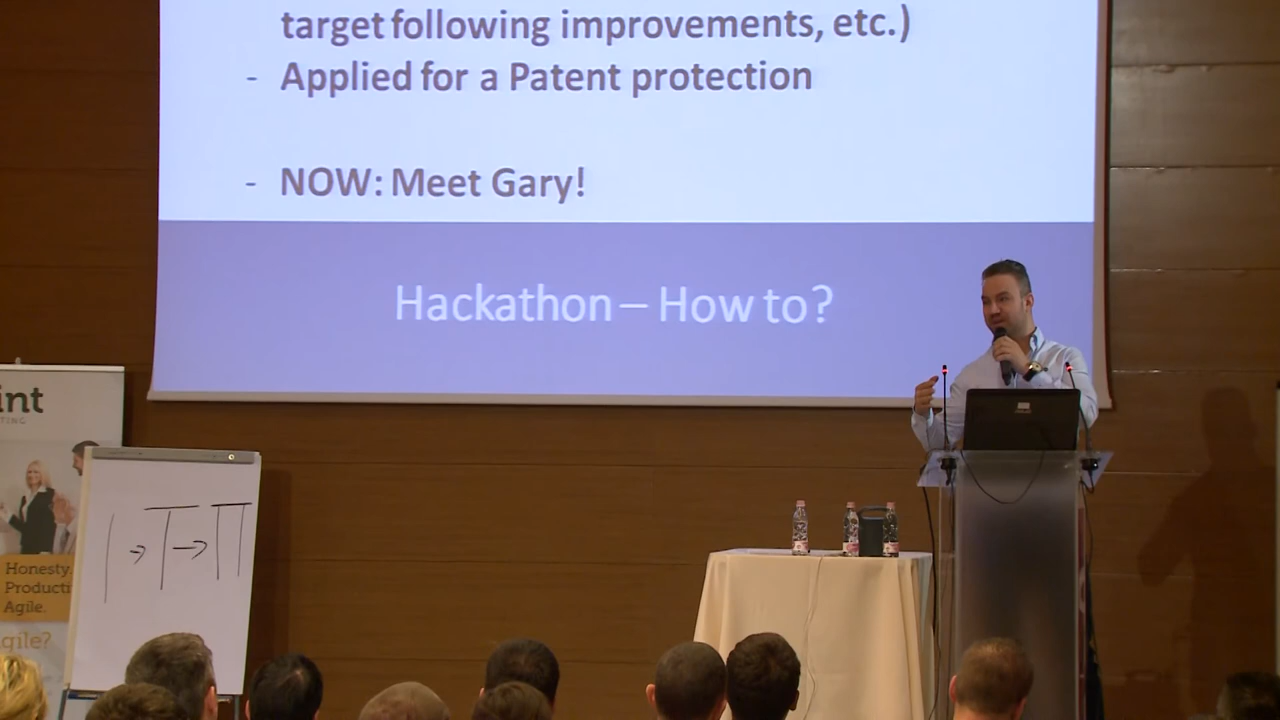 target following improvements, etc.)
- Applied for a Patent protection
- NOW: Meet Gary!
Hackathon – How to?
int
TING
Honesty.
Producti
Agile.
gile?